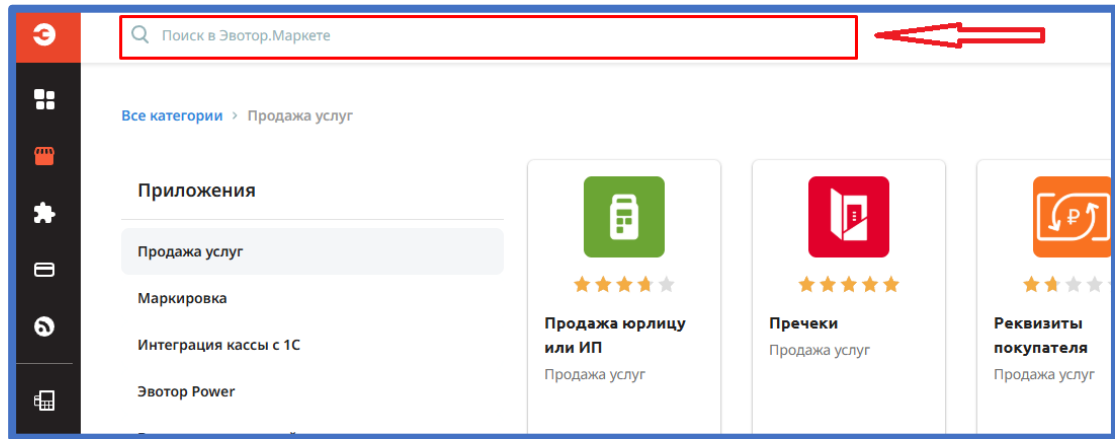 Поиск в Эвотор.Маркете
Все категории > Продажа услуг
Приложения
Продажа услуг
Маркировка
Интеграция кассы с 1С
Эвотор Power
Продажа юрлицу
или ИП
Продажа услуг
Пречеки
Продажа услуг
Реквизиты
покупателя
Продажа услуг